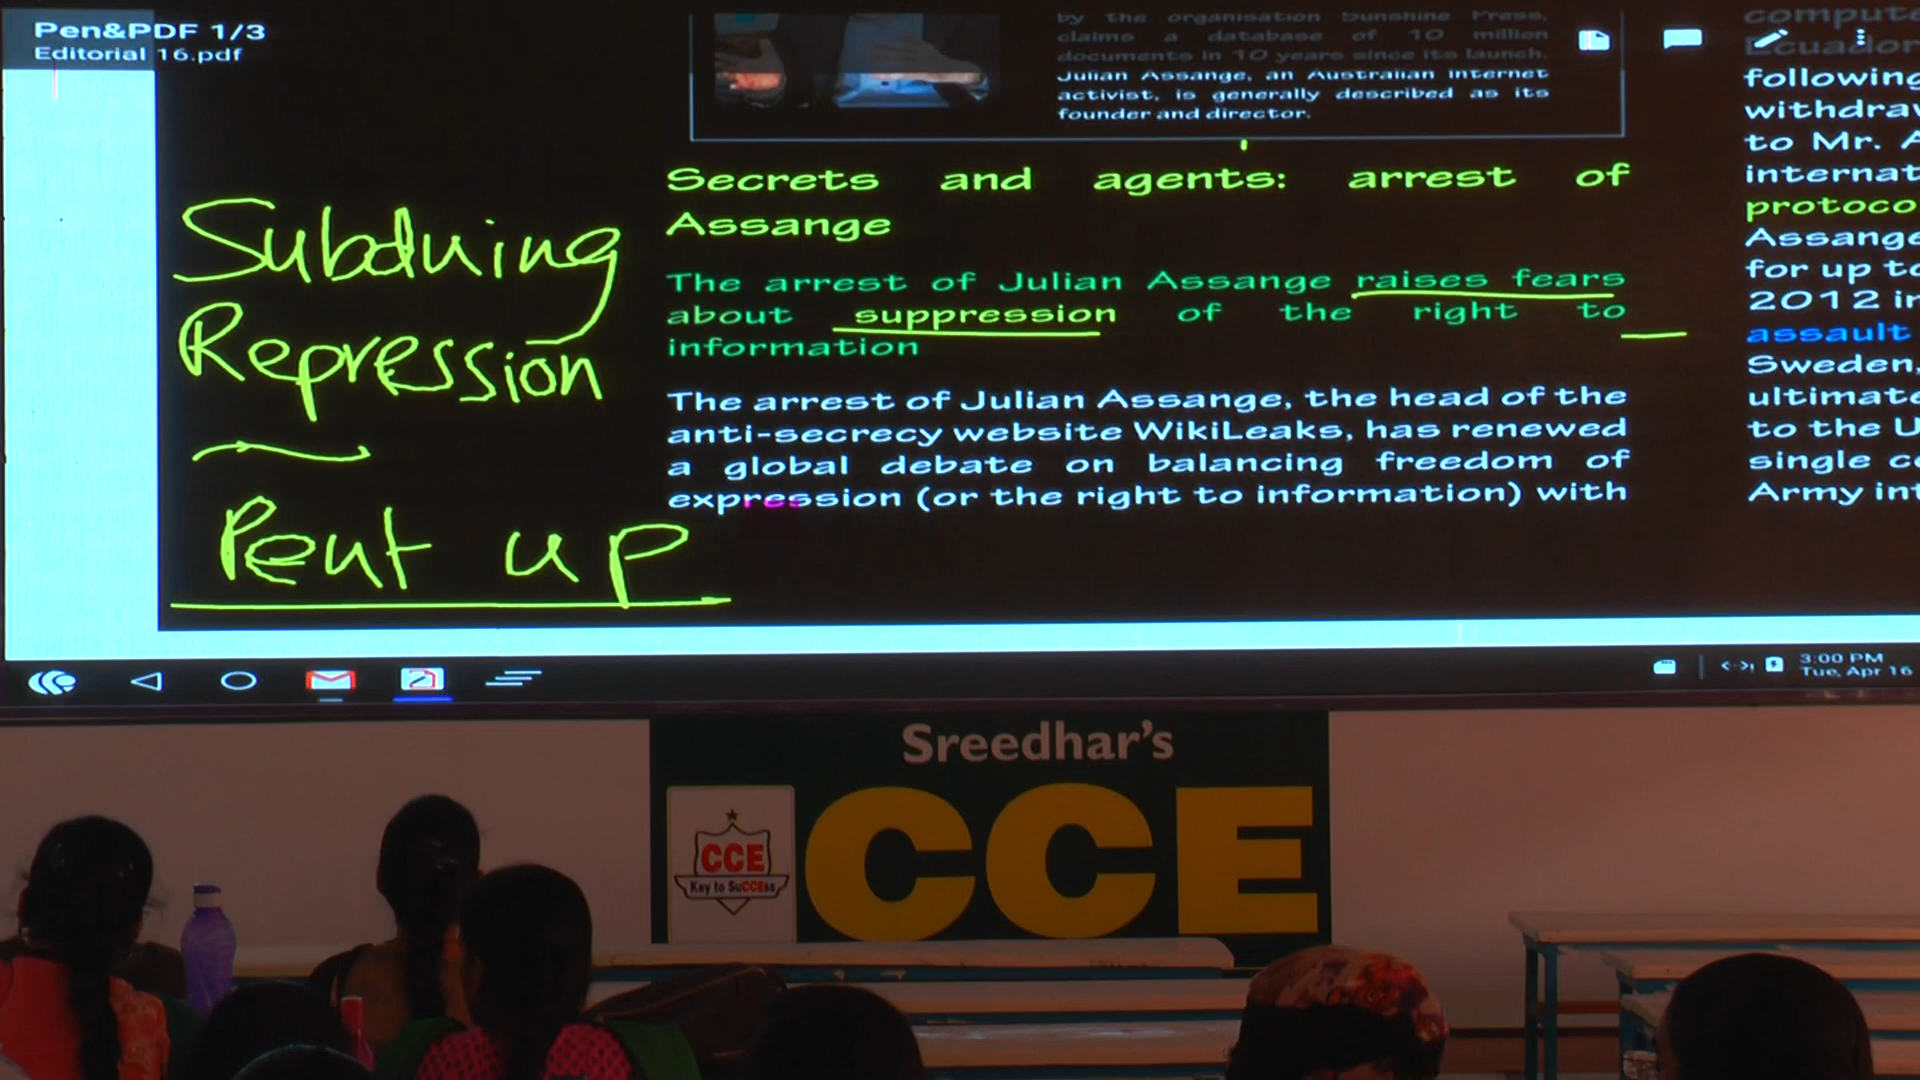 Pen&PDF 1/3
Editorial 16.pdf
by the organisation Sunshine Press,
claims a database of 10 million
documents in 10 years since its launch.
Julian Assange, an Australian internet
activist, is generally described as its
founder and director.
Secrets and agents: arrest of
Assange
The arrest of Julian Assange raises fears
about suppression of the right to
information
The arrest of Julian Assange, the head of the
anti-secrecy website WikiLeaks, has renewed
a global debate on balancing freedom of
expression (or the right to information) with
Subduing
Repression
Pent up
Ecuador
following
to Mr.
Assange
for up to
2012
assault
Sweden,
to the
single
Army
3:00 PM
Tue, Apr 16
Sreedhar's
CCE
CCE
Key to SuCCEss